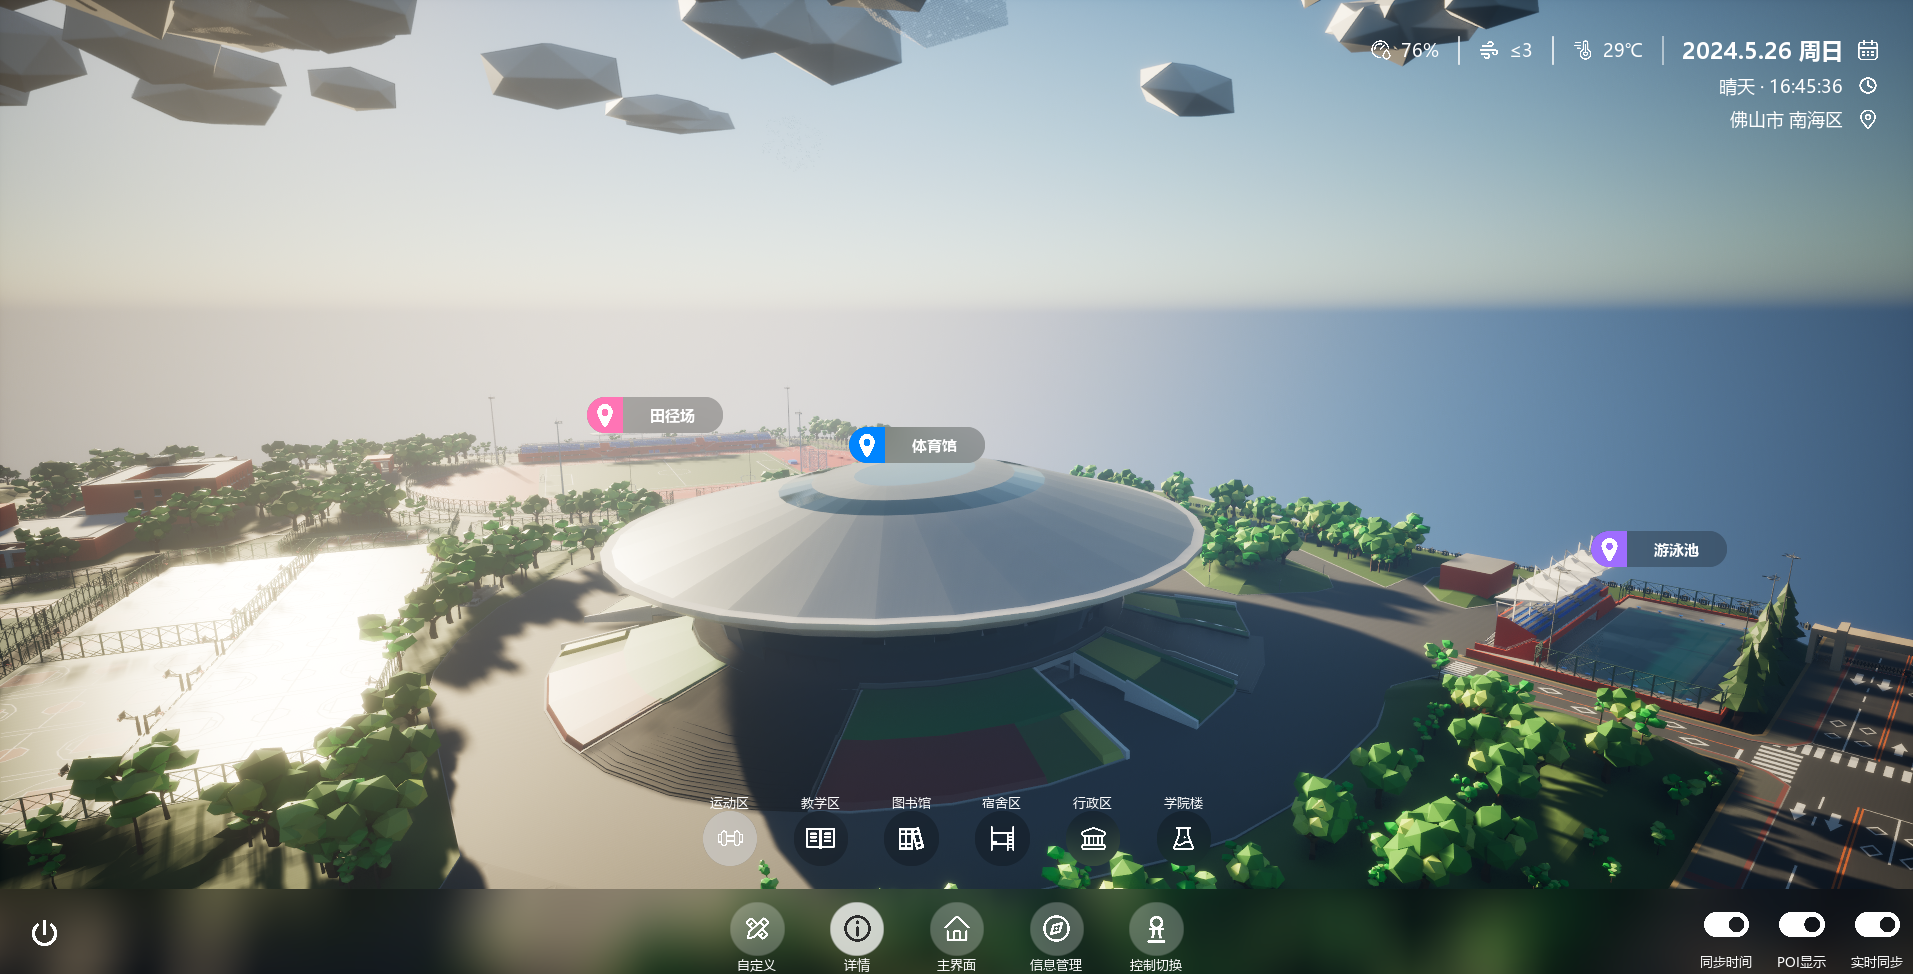 76% ≤3 29℃ 2024.5.26 周日
晴天 · 16:45:36
佛山市 南海区
田径场
体育馆
游泳池
运动区 教学区 图书馆 宿舍区 行政区 学院楼
自定义 详情 主界面 信息管理 控制切换
同步时间 POI显示 实时同步